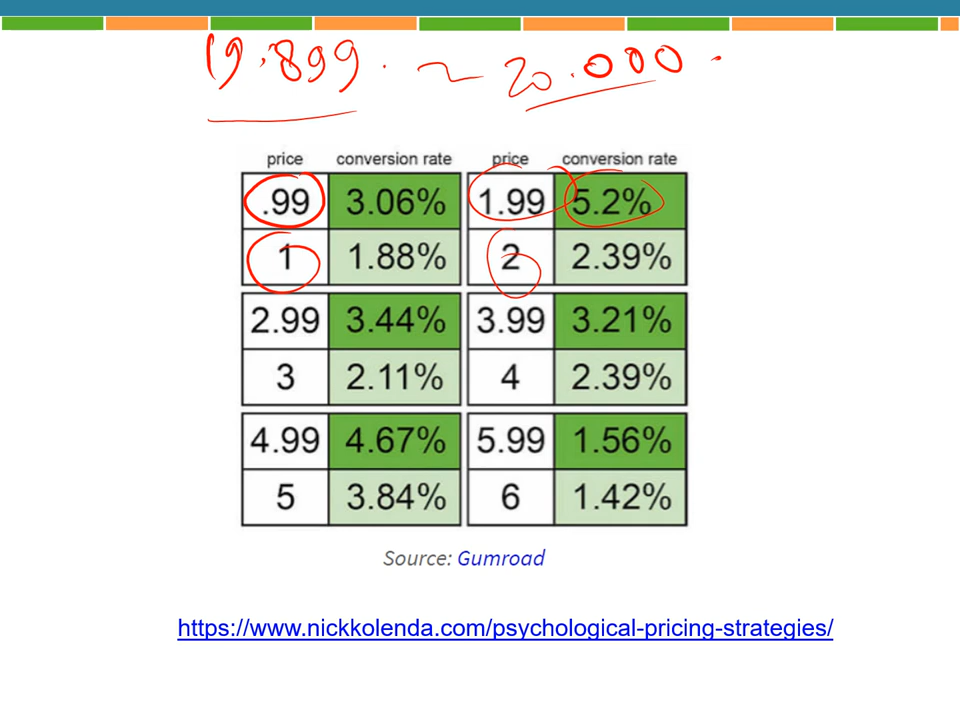 19.899. ~ 20.000.
price conversion rate price conversion rate
.99 3.06% 1.99 5.2%
1 1.88% 2 2.39%
2.99 3.44% 3.99 3.21%
3 2.11% 4 2.39%
4.99 4.67% 5.99 1.56%
5 3.84% 6 1.42%
Source: Gumroad
https://www.nickkolenda.com/psychological-pricing-strategies/